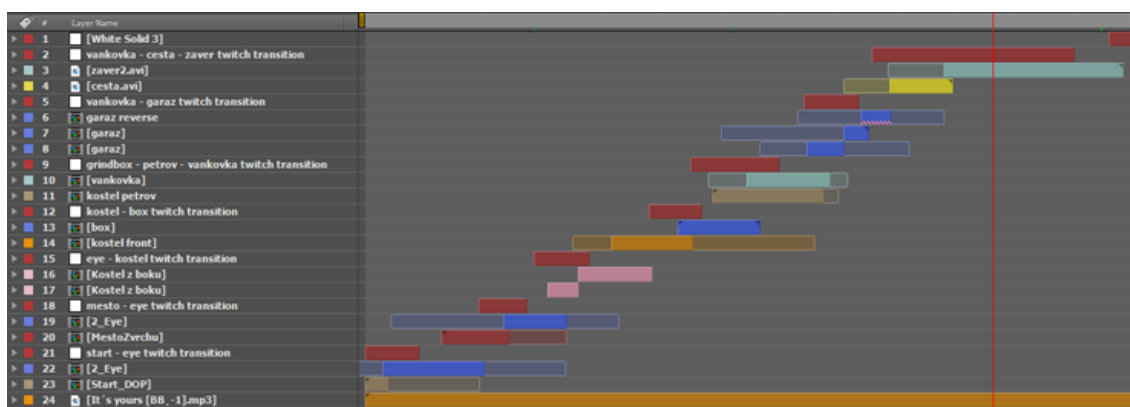 # Layer Name
1 [White Solid 3]
2 vankovka - cesta - zaver twitch transition
3 [zaver2.avi]
4 [cesta.avi]
5 vankovka - garaz twitch transition
6 garaz reverse
7 [garaz]
8 [garaz]
9 grindbox - petrov - vankovka twitch transition
10 [vankovka]
11 kostel petrov
12 kostel - box twitch transition
13 [box]
14 [kostel front]
15 eye - kostel twitch transition
16 [Kostel z boku]
17 [Kostel z boku]
18 mesto - eye twitch transition
19 [2_Eye]
20 [MestoZvrchu]
21 start - eye twitch transition
22 [2_Eye]
23 [Start_DOP]
24 [It´s yours [BB_-1].mp3]